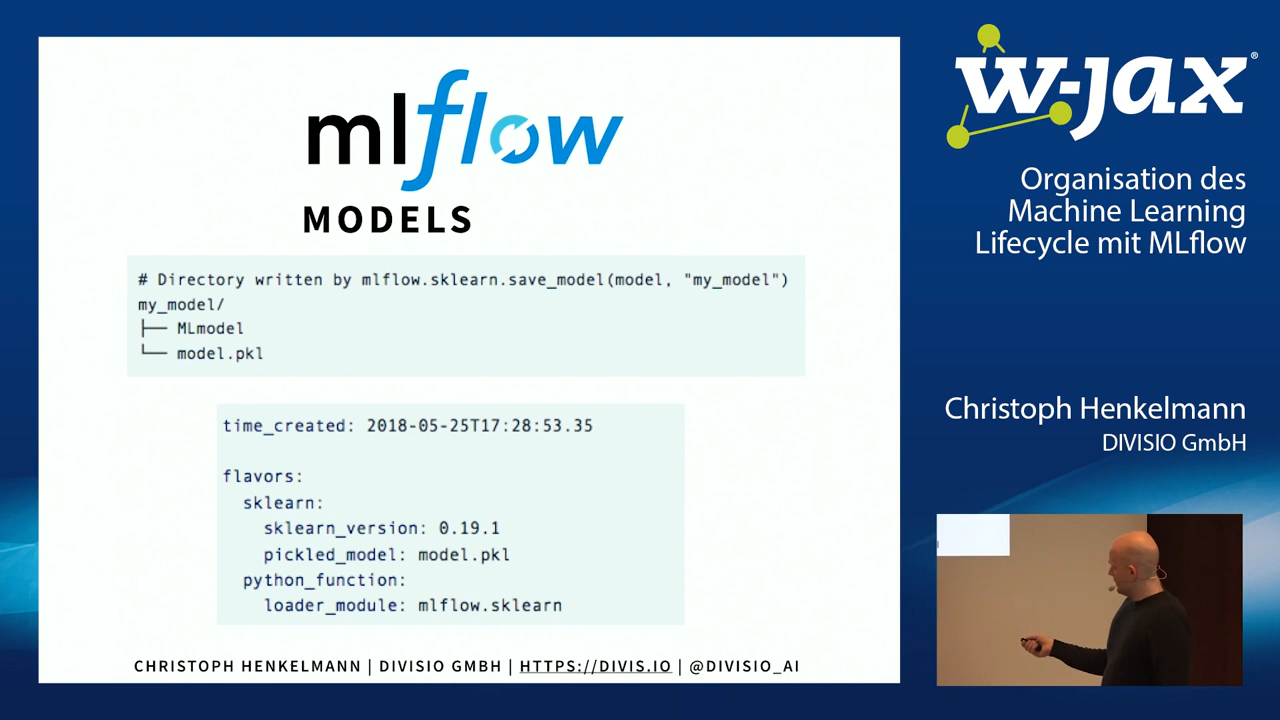 mlflow
MODELS
# Directory written by mlflow.sklearn.save_model(model, "my_model")
my_model/
├── MLmodel
└── model.pkl
time_created: 2018-05-25T17:28:53.35
flavors:
sklearn:
sklearn_version: 0.19.1
pickled_model: model.pkl
python_function:
loader_module: mlflow.sklearn
CHRISTOPH HENKELMANN | DIVISIO GMBH | HTTPS://DIVIS.IO | @DIVISIO_AI
w-jax®
Organisation des
Machine Learning
Lifecycle mit MLflow
Christoph Henkelmann
DIVISIO GmbH